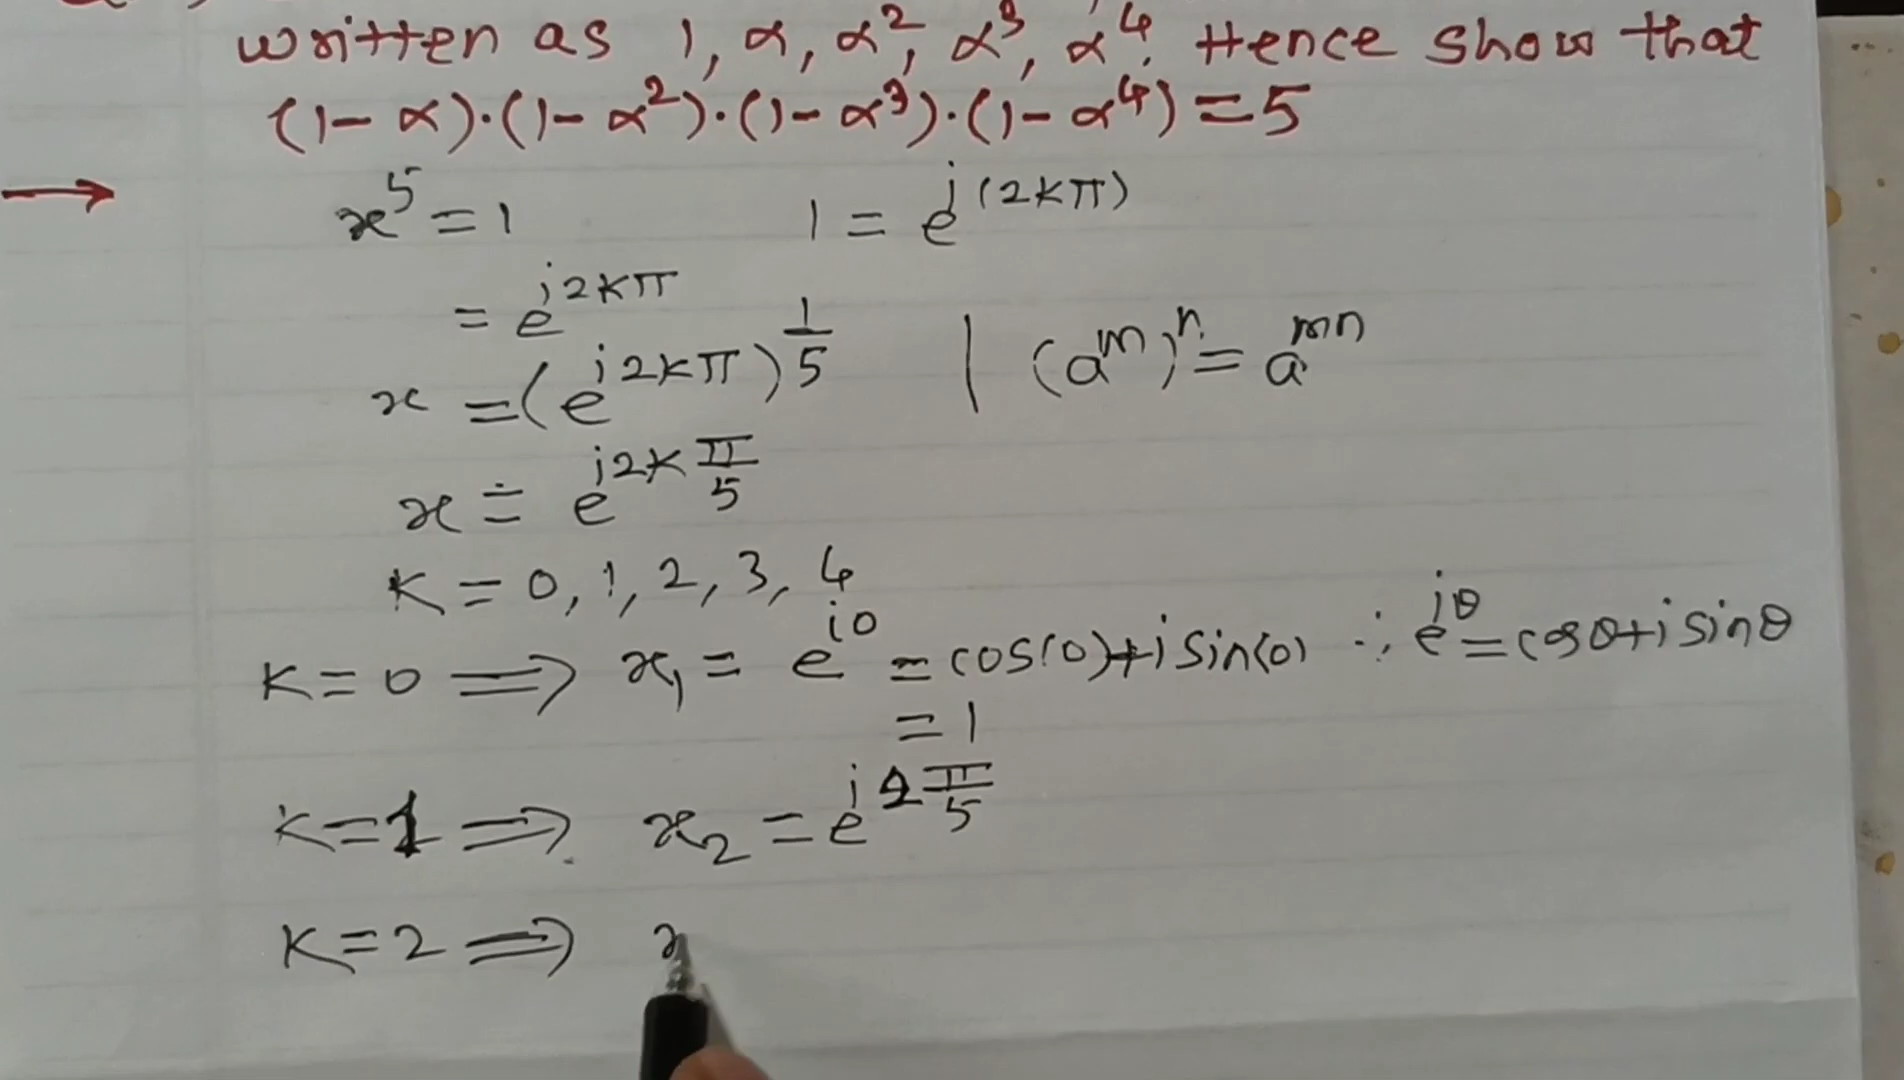 written as 1, α, α², α³, α⁴. Hence show that
(1-α)·(1-α²)·(1-α³)·(1-α⁴)=5
x⁵ = 1    1 = e^{i(2kπ)}
= e^{i2kπ}
x = (e^{i2kπ})^{1/5} | (a^m)^n = a^{mn}
x = e^{i2kπ/5}
K = 0, 1, 2, 3, 4
K = 0 ⟹ x₁ = e^{i0} = cos(0)+i sin(0) ∵ e^{iθ} = cosθ+i sinθ
= 1
K=1 ⟹ x₂ = e^{i2π/5}
K=2 ⟹ x